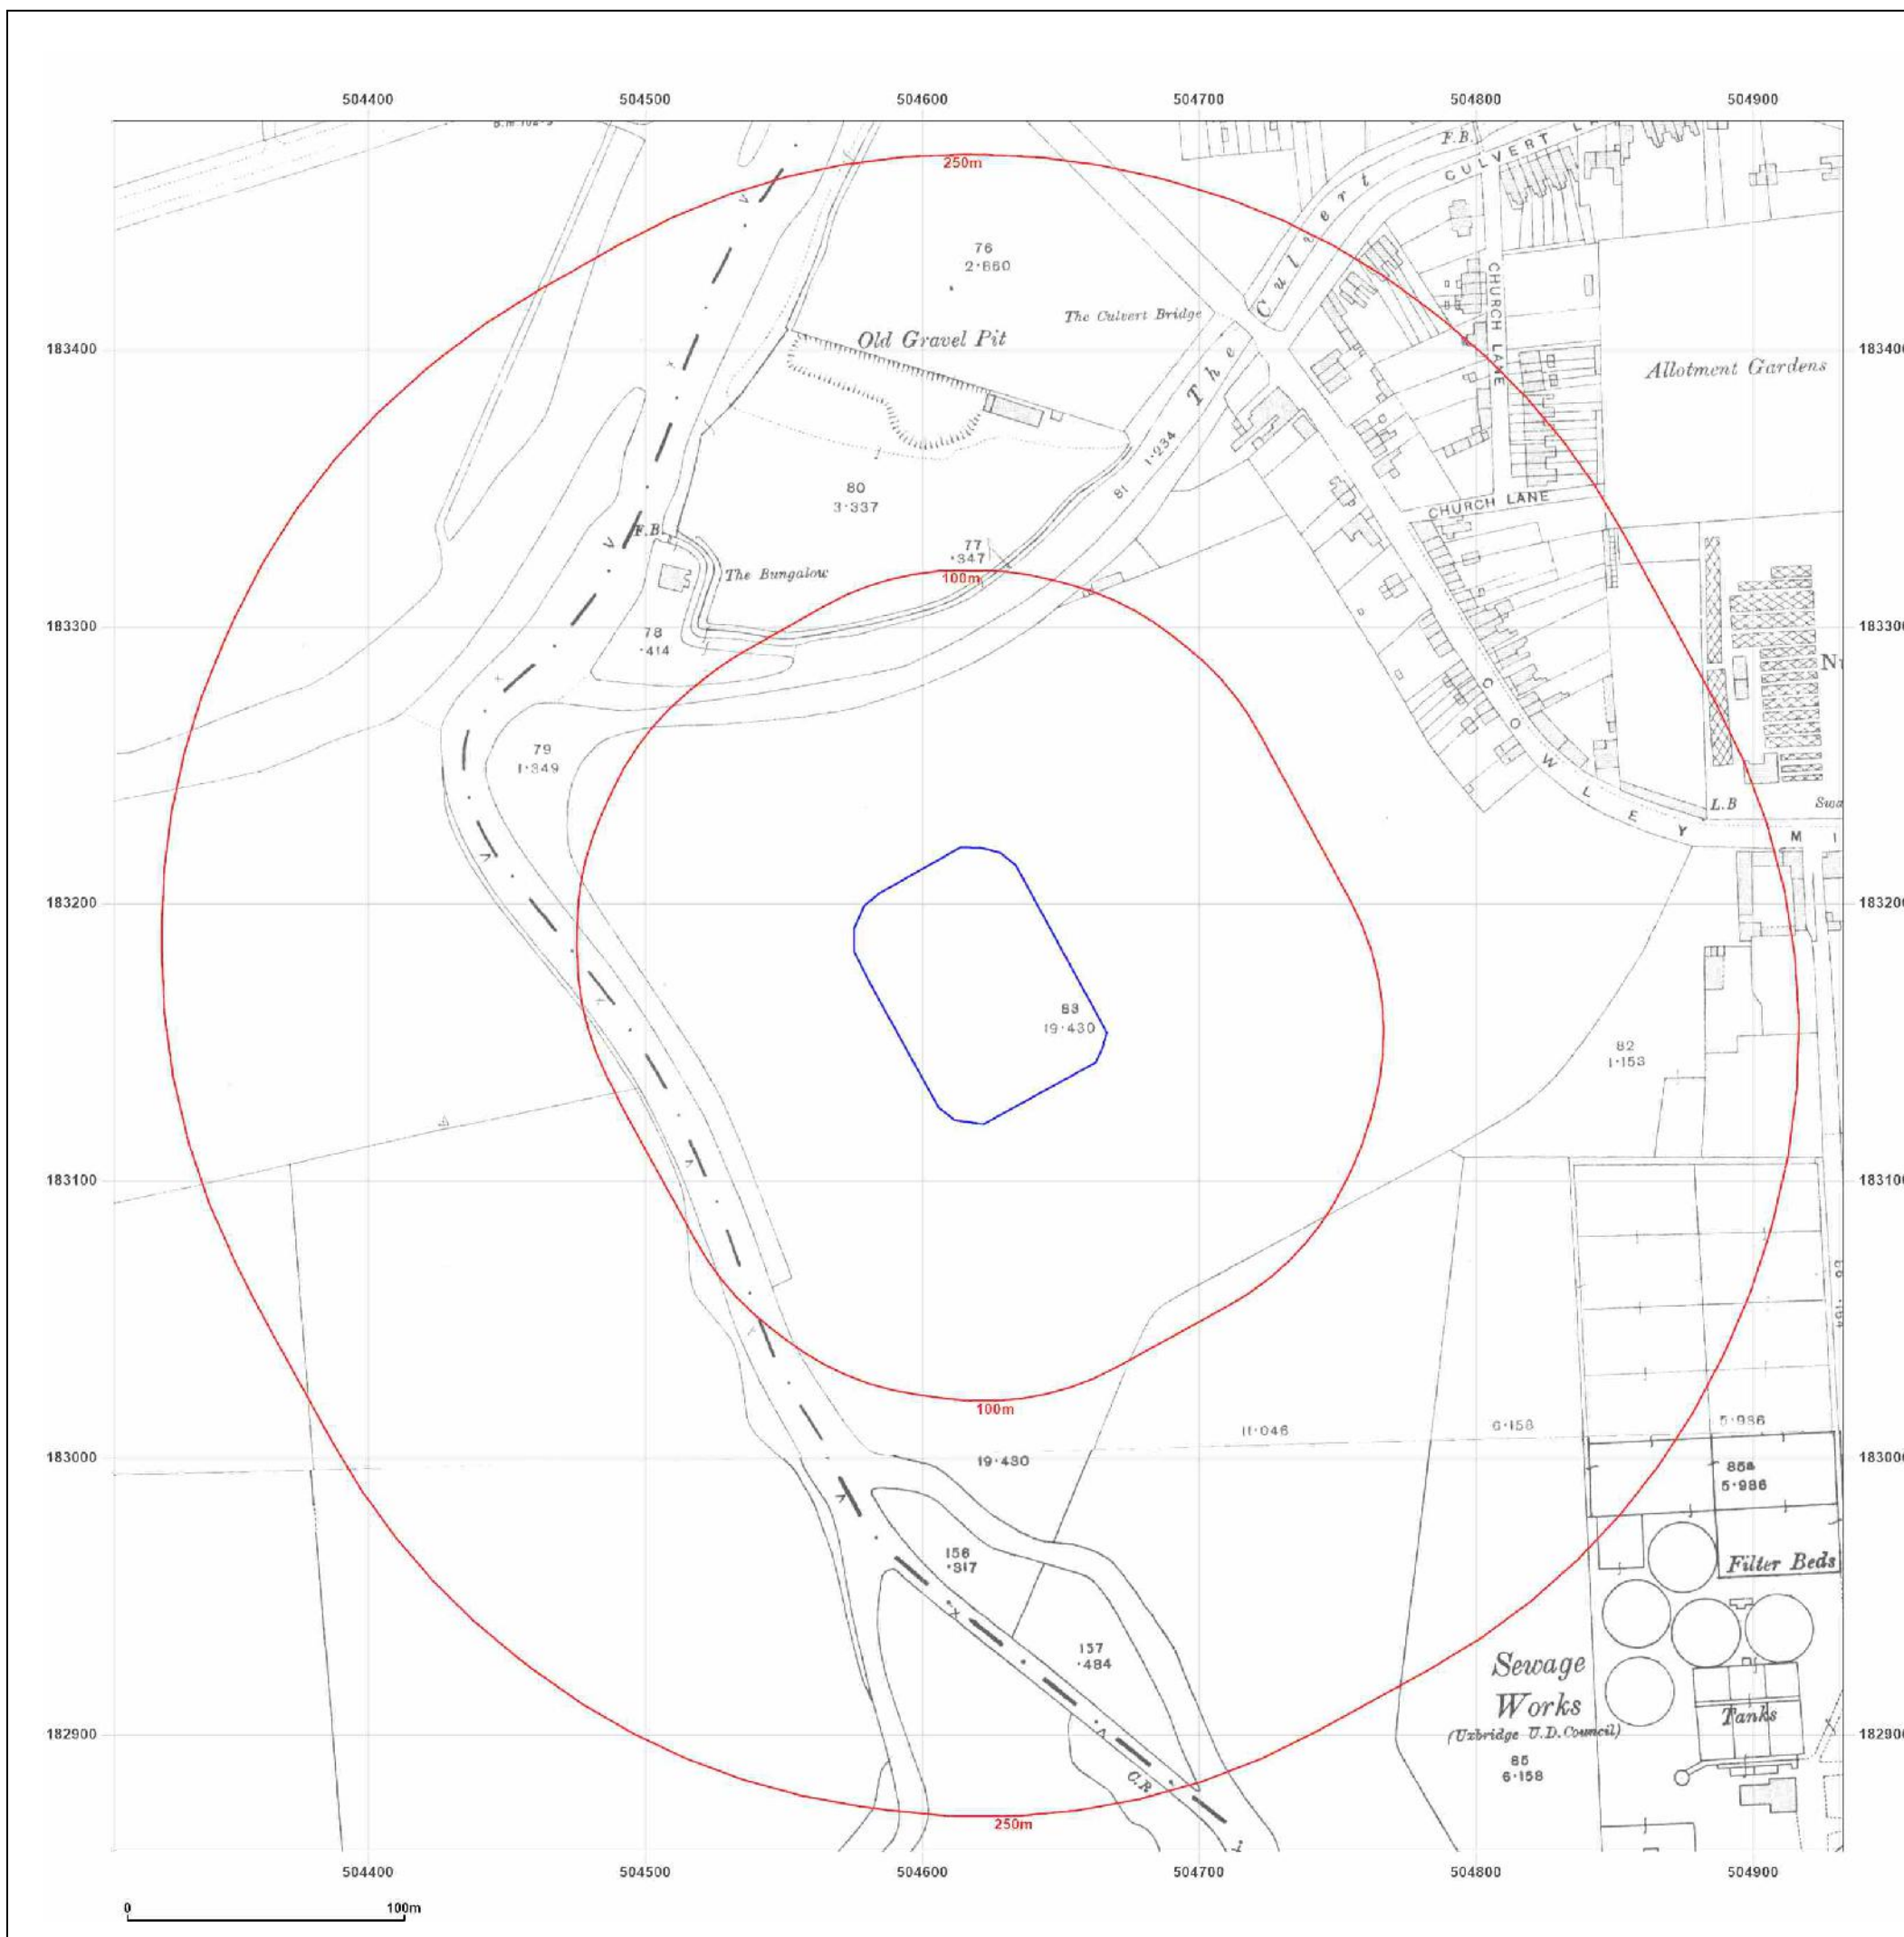 504400 504500 504600 504700 504800 504900
250m
F.B.
CULVERT
76
2·860
The Culvert
The Culvert Bridge
Old Gravel Pit
CHURCH LANE
183400
Allotment Gardens
1·234
81
80
3·337
CHURCH LANE
F.B.
77
·347
The Bungalow
100m
183300
78
·414
79
1·349
COWLEY
L.B
MI
183200
83
19·430
82
1·153
183100
100m
11·046
6·158
5·986
183000
19·430
85a
5·986
156
·317
Filter Beds
157
·484
Sewage
Works
(Uxbridge U.D.Council)
Tanks
182900
85
6·158
C.R.
250m
504400 504500 504600 504700 504800 504900
0 100m